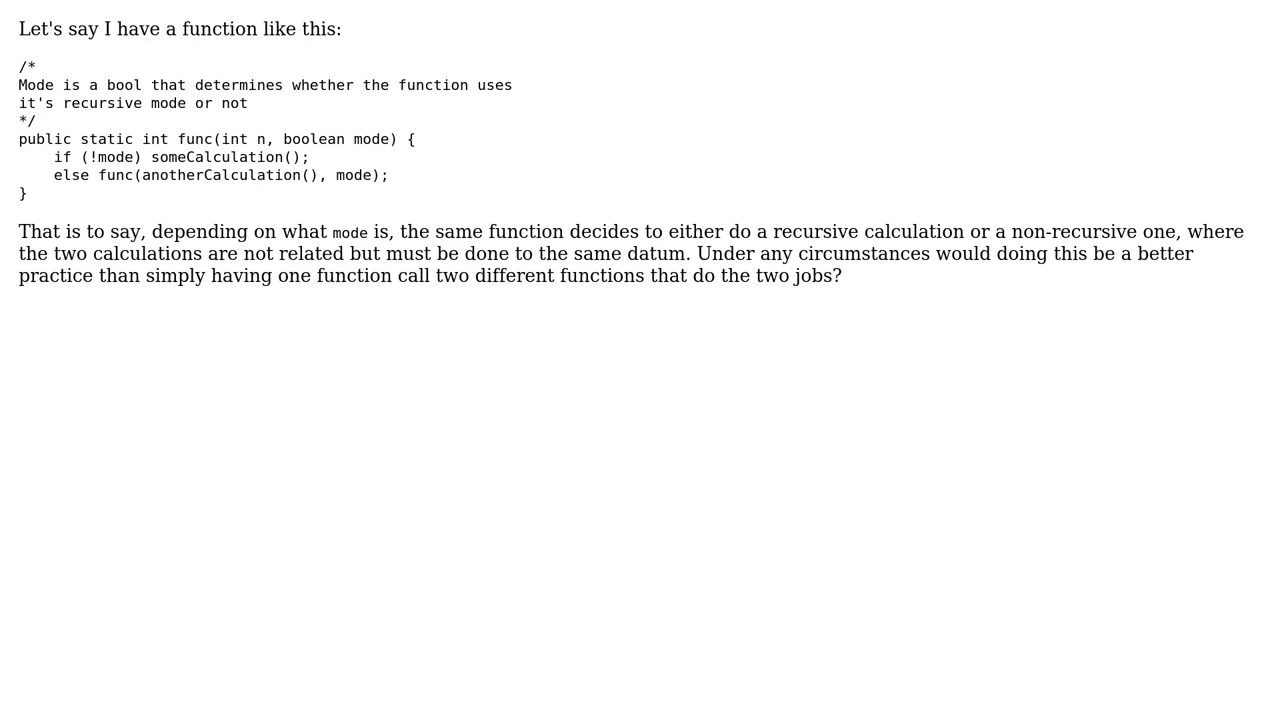 Let's say I have a function like this:
/*
Mode is a bool that determines whether the function uses
it's recursive mode or not
*/
public static int func(int n, boolean mode) {
    if (!mode) someCalculation();
    else func(anotherCalculation(), mode);
}
That is to say, depending on what mode is, the same function decides to either do a recursive calculation or a non-recursive one, where
the two calculations are not related but must be done to the same datum. Under any circumstances would doing this be a better
practice than simply having one function call two different functions that do the two jobs?